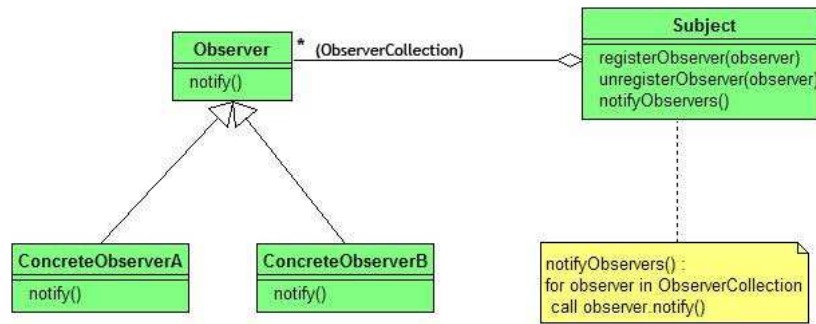 Observer
notify()
* (ObserverCollection)
Subject
registerObserver(observer)
unregisterObserver(observer)
notifyObservers()
ConcreteObserverA
notify()
ConcreteObserverB
notify()
notifyObservers() :
for observer in ObserverCollection
call observer.notify()